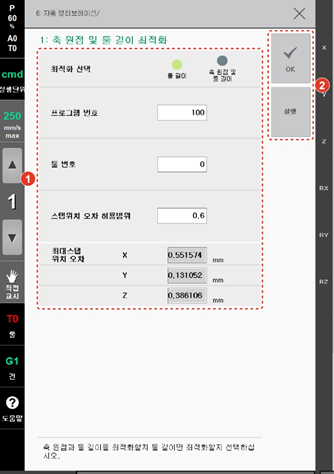 P
60
%
A0
T0
cmd
실행단위
250
mm/s
max
1
직접
교시
T0
툴
G1
건
도움말
6: 자동 캘리브레이션/
1: 축 원점 및 툴 길이 최적화
최적화 선택
툴 길이
축 원점 및
툴 길이
프로그램 번호
100
툴 번호
0
스텝위치 오차 허용범위
0,6
최대스텝
위치 오차
X
0,551574
mm
Y
0,131052
mm
Z
0,386106
mm
축 원점과 툴 길이를 최적화할지 툴 길이만 최적화할지 선택하십
시오.
1
2
OK
실행
X
Y
RX
RY
RZ